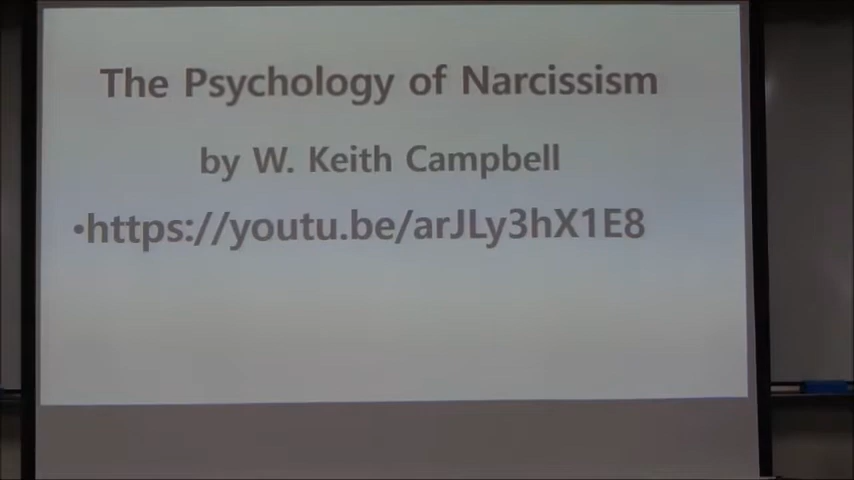 The Psychology of Narcissism
by W. Keith Campbell
•https://youtu.be/arJLy3hX1E8